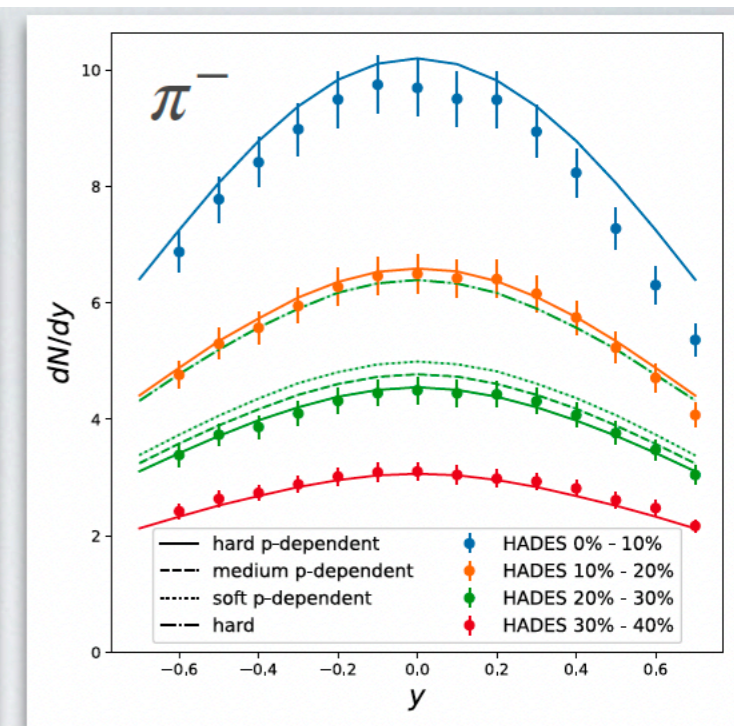 π⁻
10
8
6
4
2
0
dN/dy
hard p-dependent
medium p-dependent
soft p-dependent
hard
HADES 0% - 10%
HADES 10% - 20%
HADES 20% - 30%
HADES 30% - 40%
−0.6 −0.4 −0.2 0.0 0.2 0.4 0.6
y